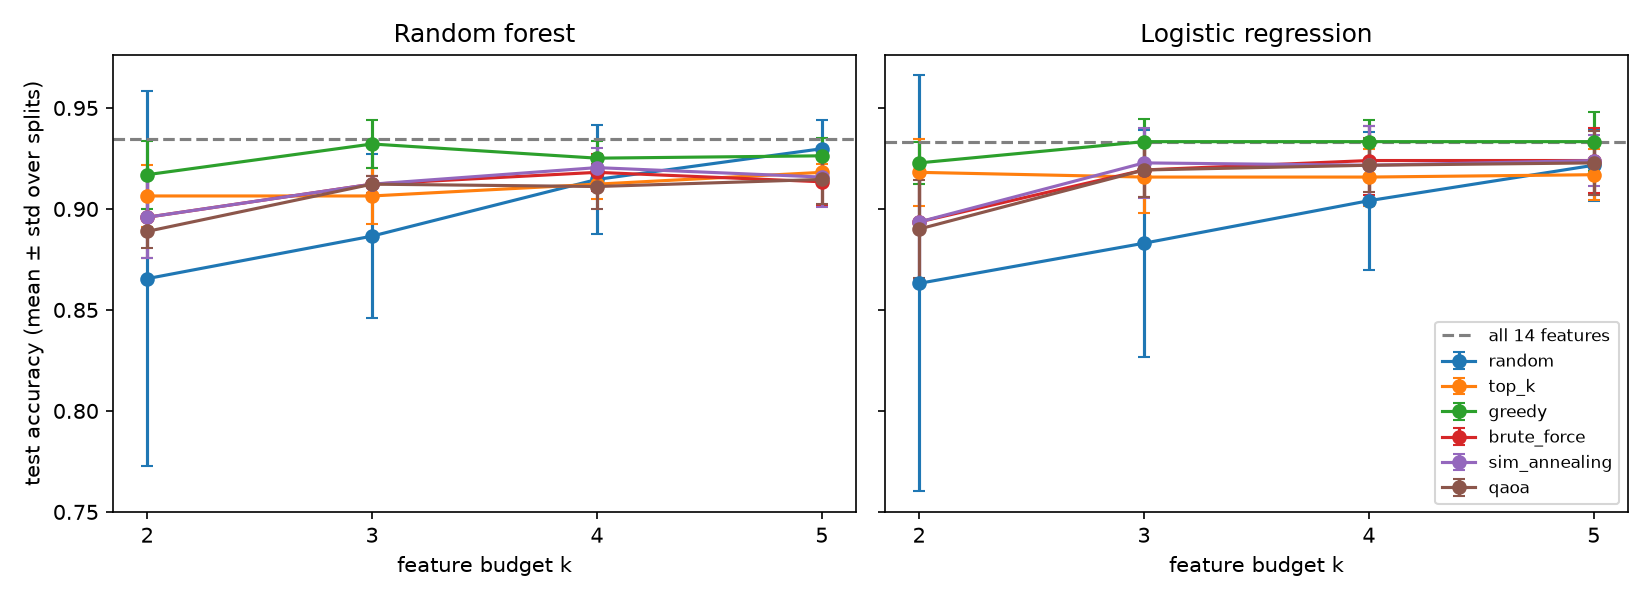 Random forest
Logistic regression
test accuracy (mean ± std over splits)
0.95
0.90
0.85
0.80
0.75
2
3
4
5
feature budget k
2
3
4
5
feature budget k
all 14 features
random
top_k
greedy
brute_force
sim_annealing
qaoa